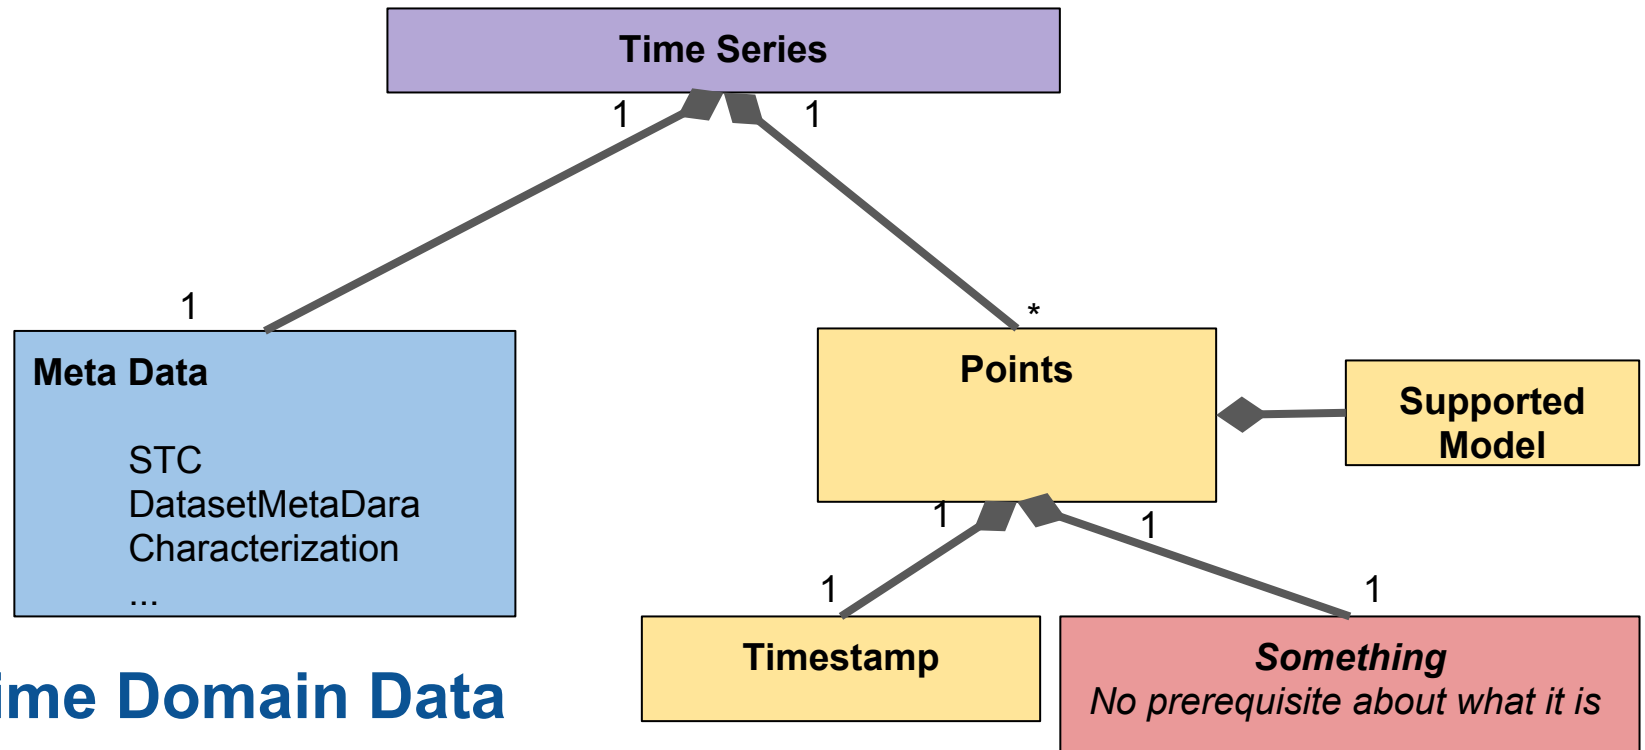 Time Series
1
1
1
*
Meta Data
STC
DatasetMetaDara
Characterization
...
Points
Supported
Model
1
1
1
1
Timestamp
Something
No prerequisite about what it is
ime Domain Data